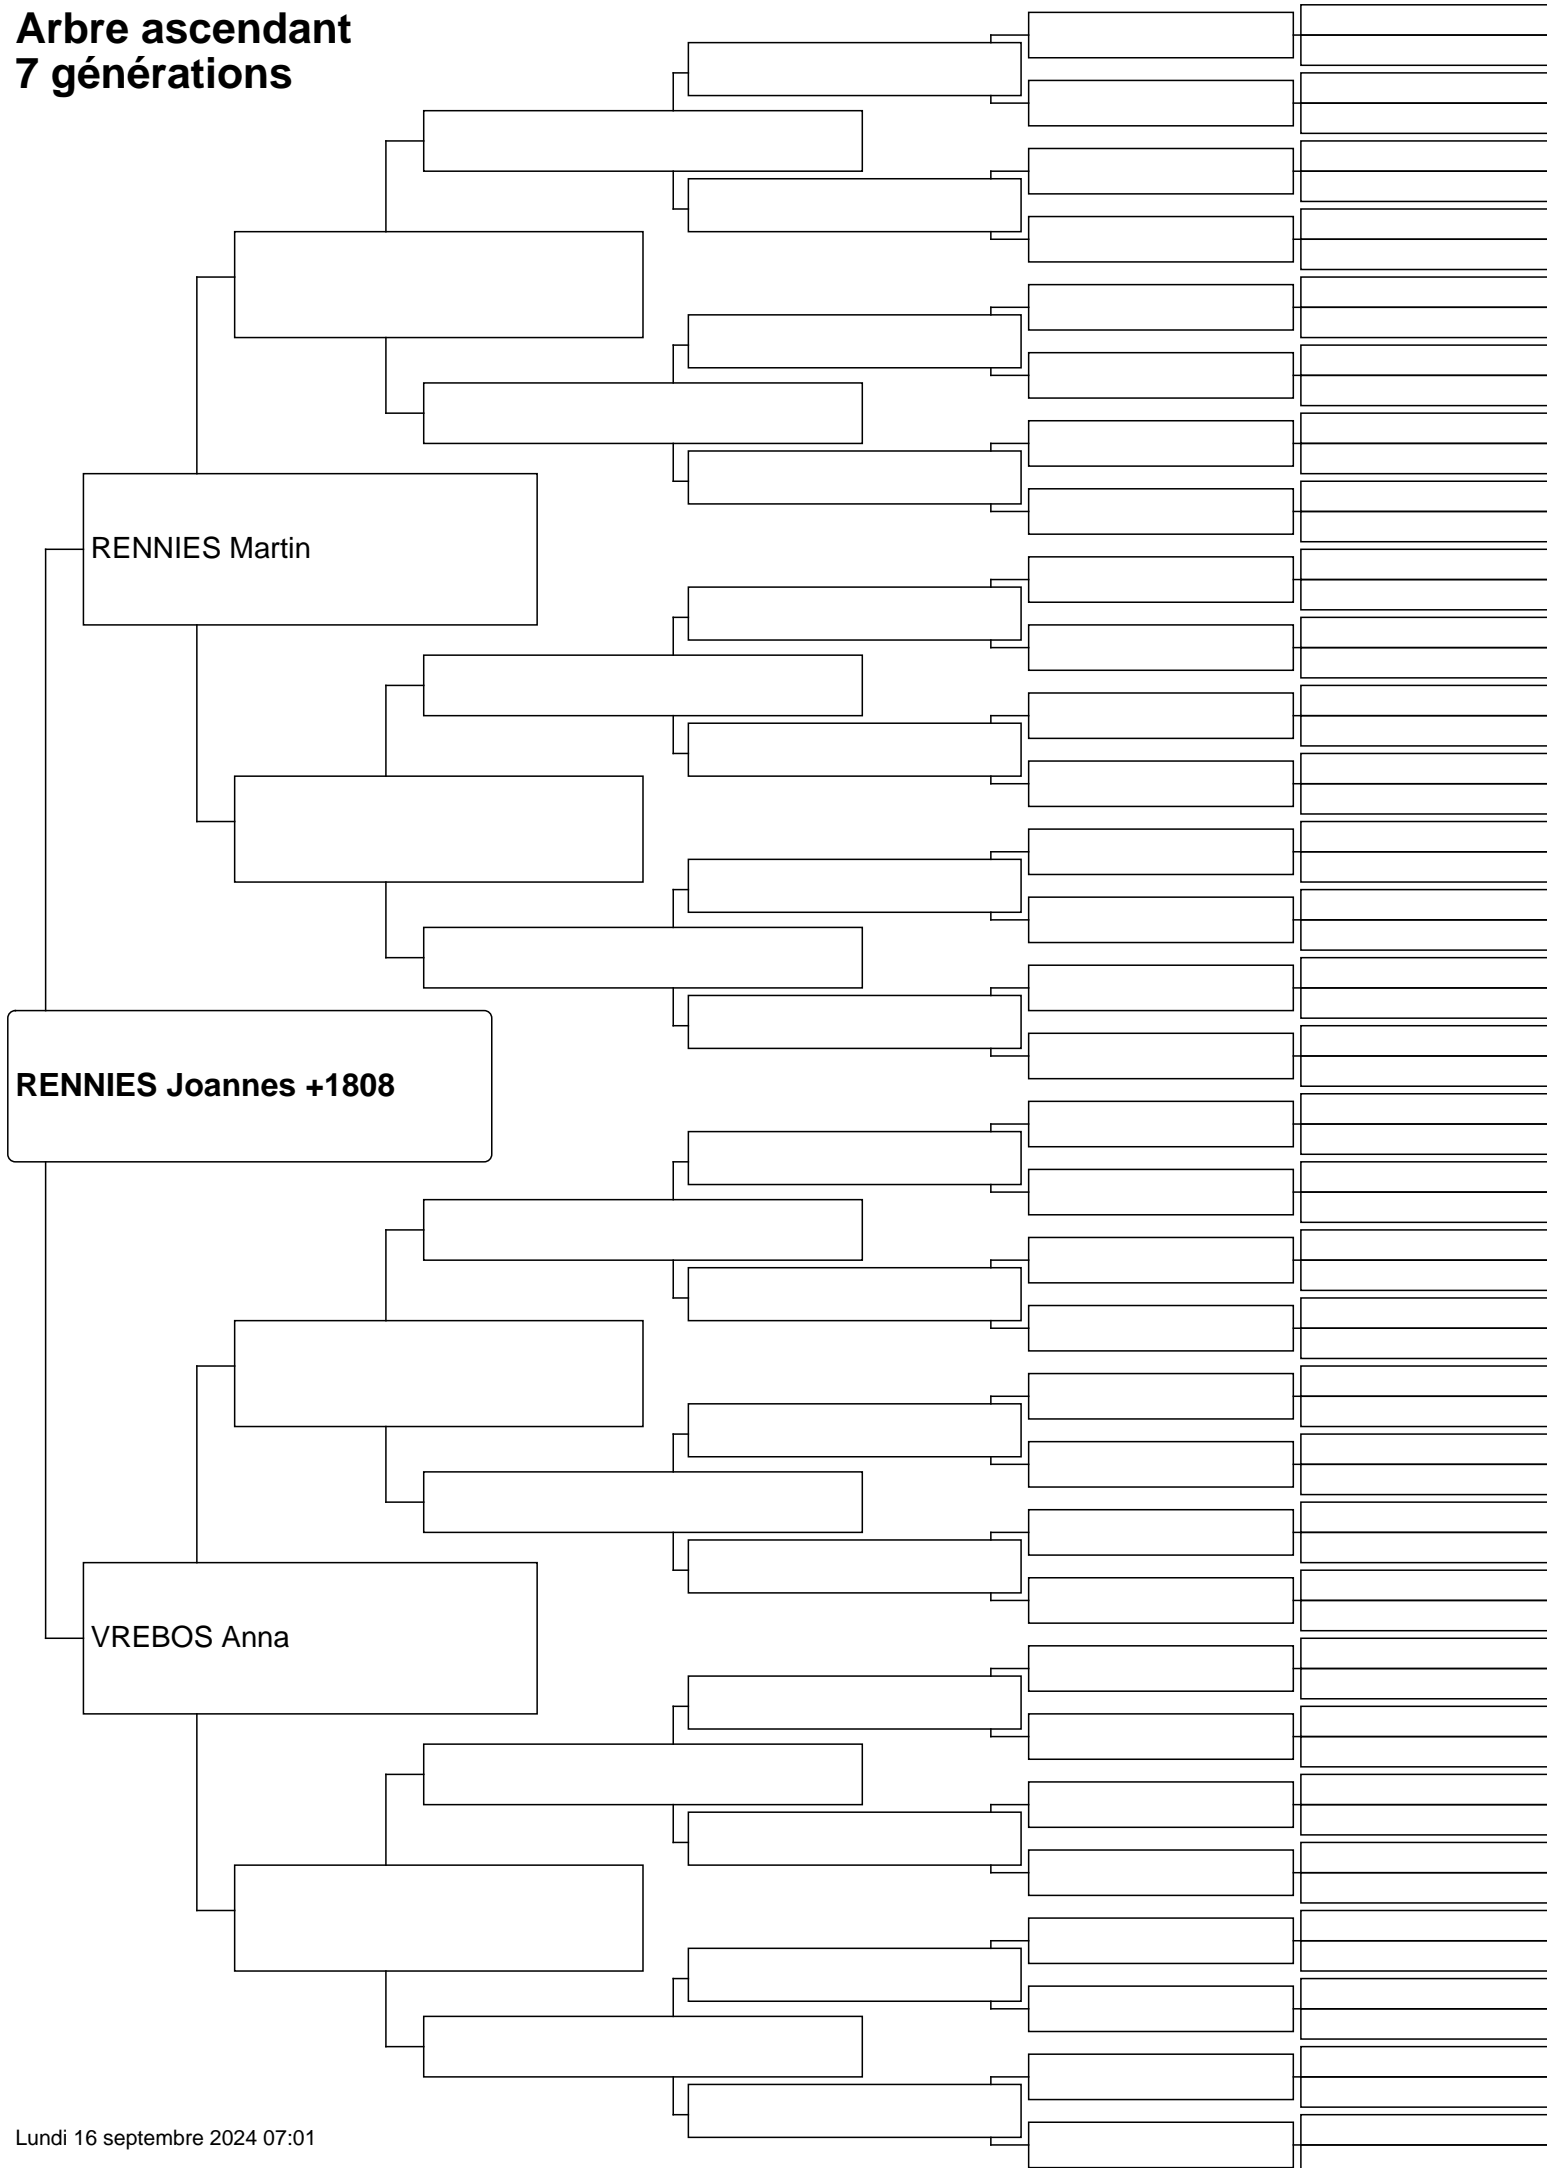 Arbre ascendant
7 générations
RENNIES Martin
RENNIES Joannes +1808
VREBOS Anna
Lundi 16 septembre 2024 07:01